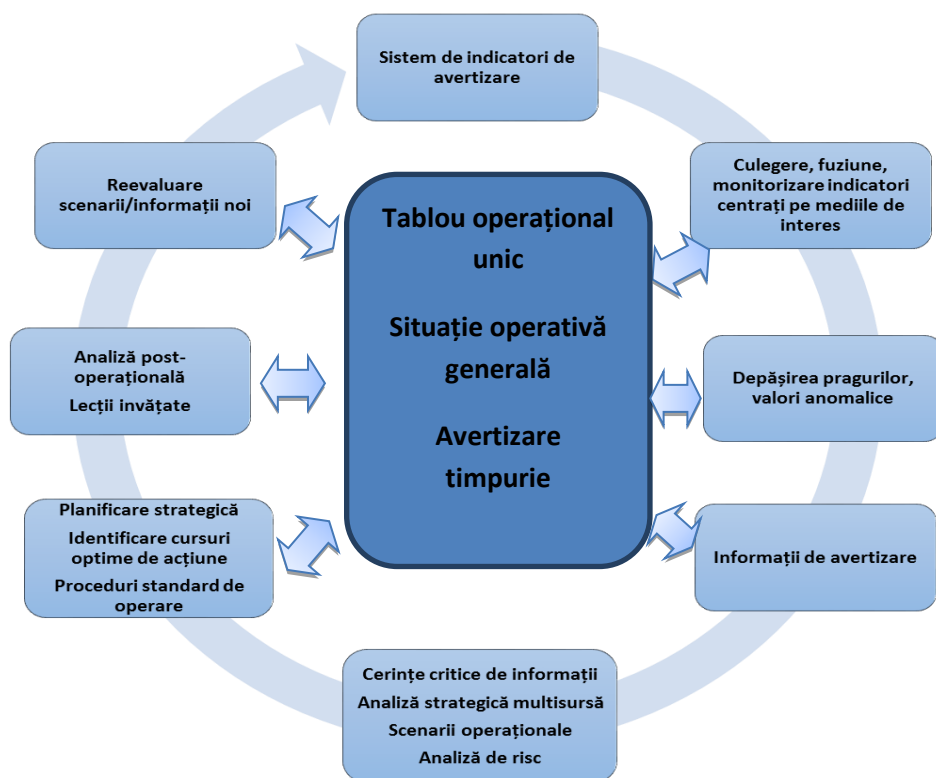 Sistem de indicatori de
avertizare
Culegere, fuziune,
monitorizare indicatori
centrați pe mediile de
interes
Depășirea pragurilor,
valori anomalice
Informații de avertizare
Cerințe critice de informații
Analiză strategică multisursă
Scenarii operaționale
Analiză de risc
Planificare strategică
Identificare cursuri
optime de acțiune
Proceduri standard de
operare
Analiză post-
operațională
Lecții invățate
Reevaluare
scenarii/informații noi
Tablou operațional
unic
Situație operativă
generală
Avertizare
timpurie